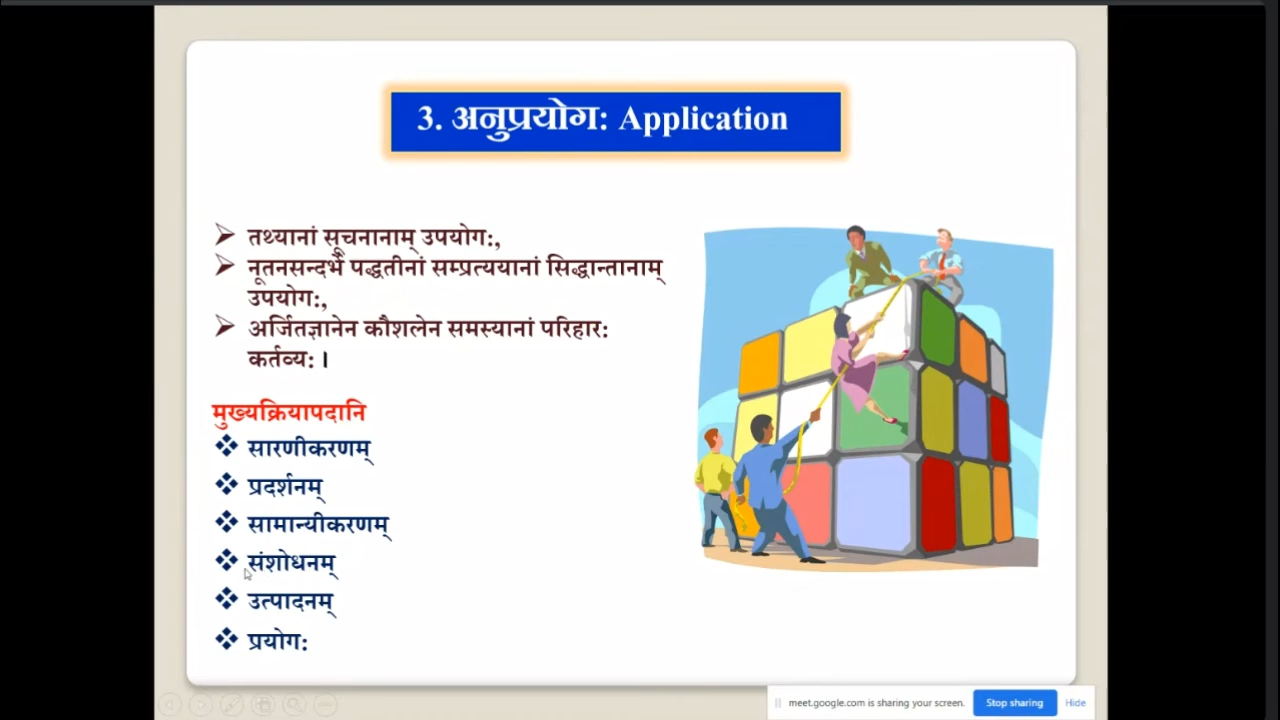 3. अनुप्रयोग: Application
तथ्यानां सूचनानाम् उपयोग:,
नूतनसन्दर्भे पद्धतीनां सम्प्रत्ययानां सिद्धान्तानाम्
उपयोग:,
अर्जितज्ञानेन कौशलेन समस्यानां परिहार:
कर्तव्य: ।
मुख्यक्रियापदानि
सारणीकरणम्
प्रदर्शनम्
सामान्यीकरणम्
संशोधनम्
उत्पादनम्
प्रयोग:
meet.google.com is sharing your screen. Stop sharing Hide